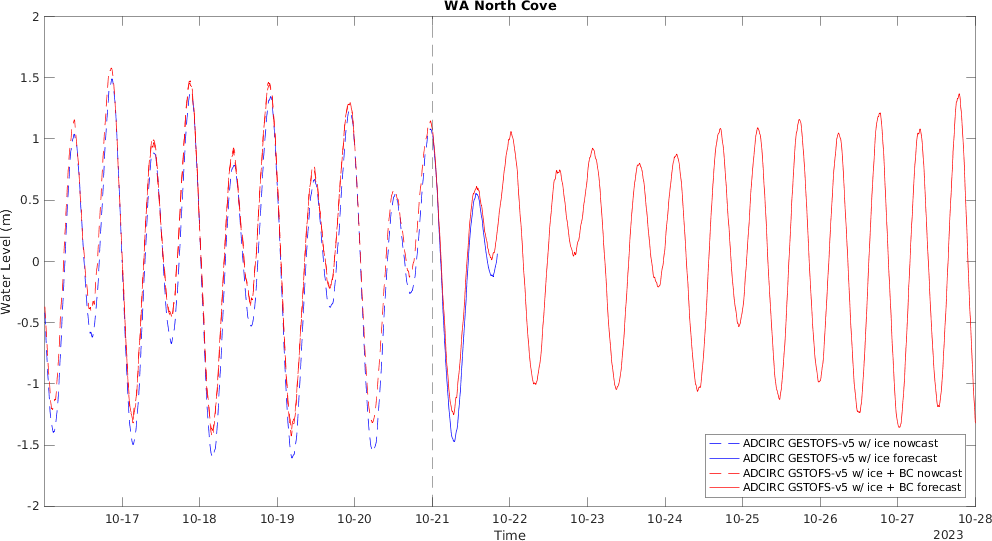 WA North Cove
2
1.5
1
0.5
0
-0.5
-1
-1.5
-2
Water Level (m)
ADCIRC GESTOFS-v5 w/ ice nowcast
ADCIRC GESTOFS-v5 w/ ice forecast
ADCIRC GSTOFS-v5 w/ ice + BC nowcast
ADCIRC GSTOFS-v5 w/ ice + BC forecast
10-17 10-18 10-19 10-20 10-21 10-22 10-23 10-24 10-25 10-26 10-27 10-28
Time
2023